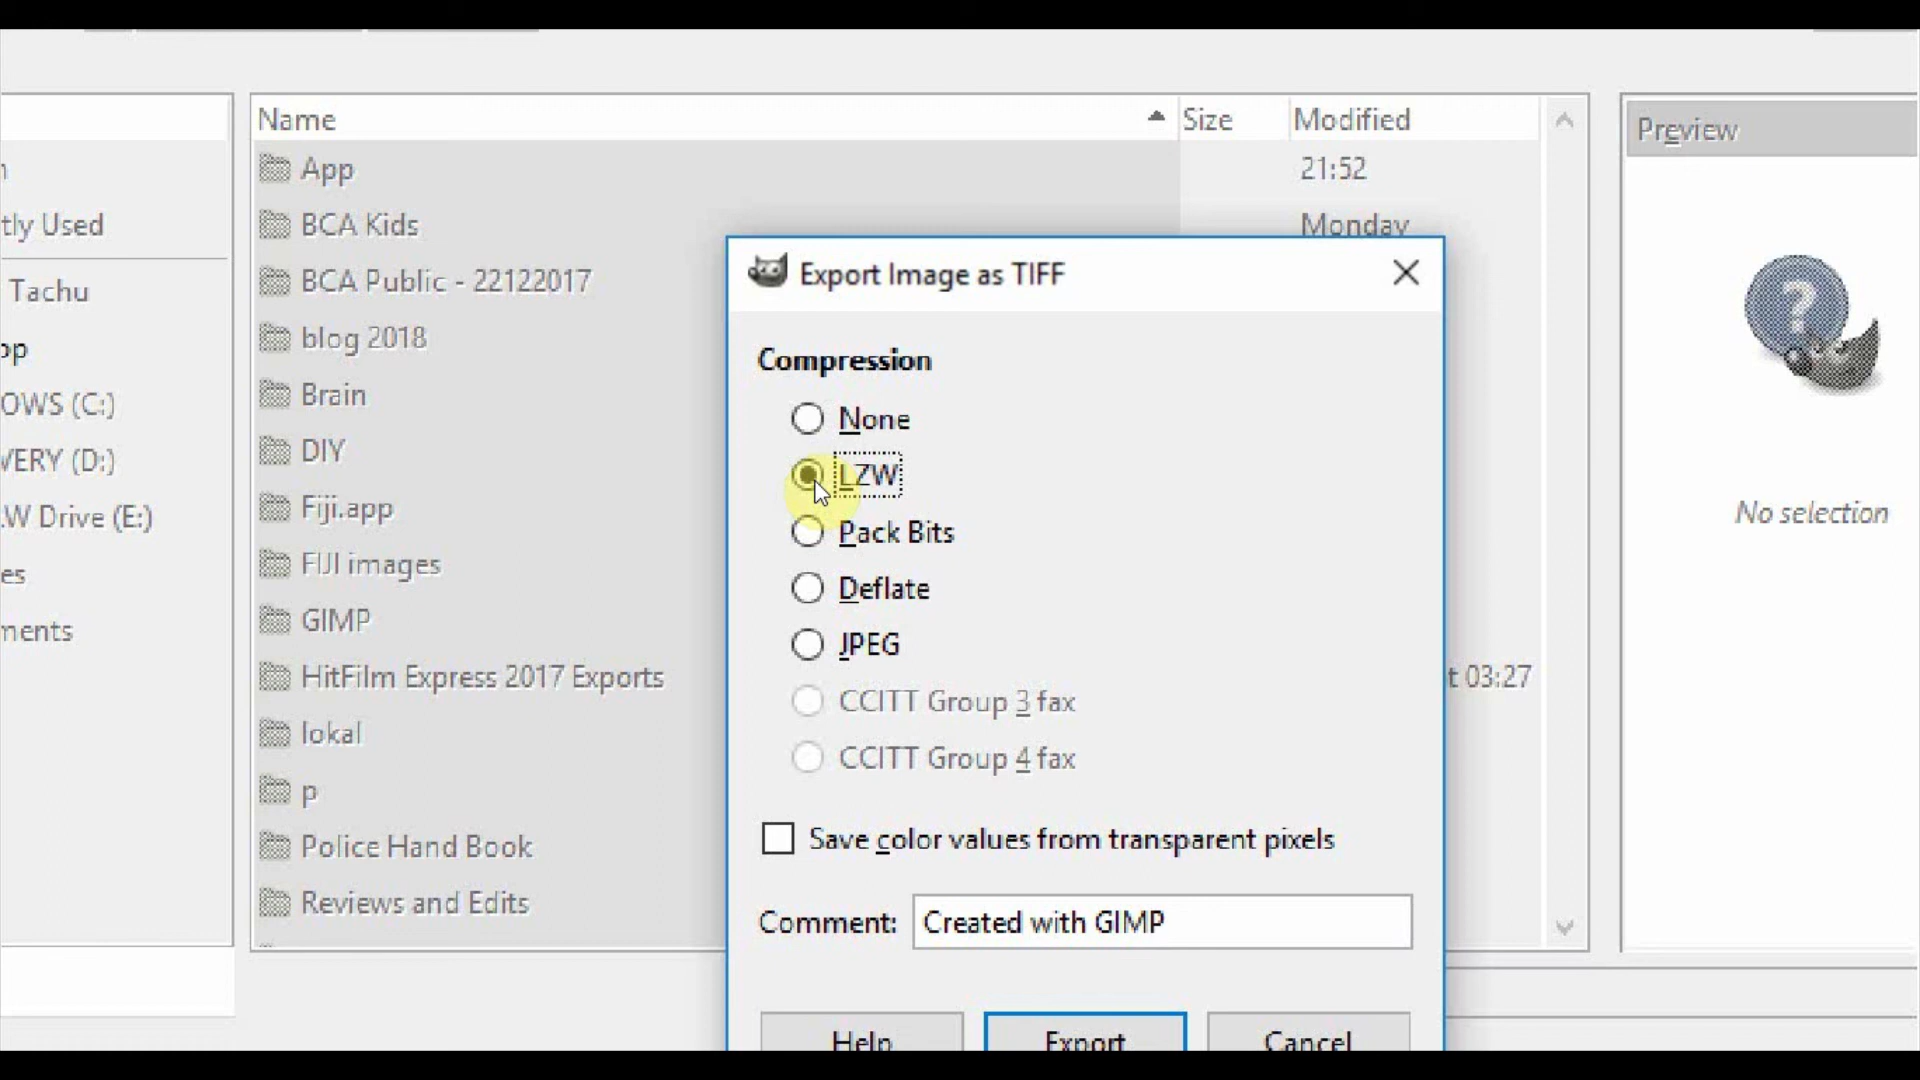 Name Size Modified
Preview
App 21:52
BCA Kids Monday
tly Used
BCA Public - 22122017
Tachu
blog 2018
pp
Brain
OWS (C:)
DIY
VERY (D:)
Fiji.app
W Drive (E:)
FIJI images
es
GIMP
ments
HitFilm Express 2017 Exports
t 03:27
lokal
p
Police Hand Book
Reviews and Edits
Export Image as TIFF
Compression
None
LZW
Pack Bits
Deflate
JPEG
CCITT Group 3 fax
CCITT Group 4 fax
Save color values from transparent pixels
Comment: Created with GIMP
Help Export Cancel
?
No selection